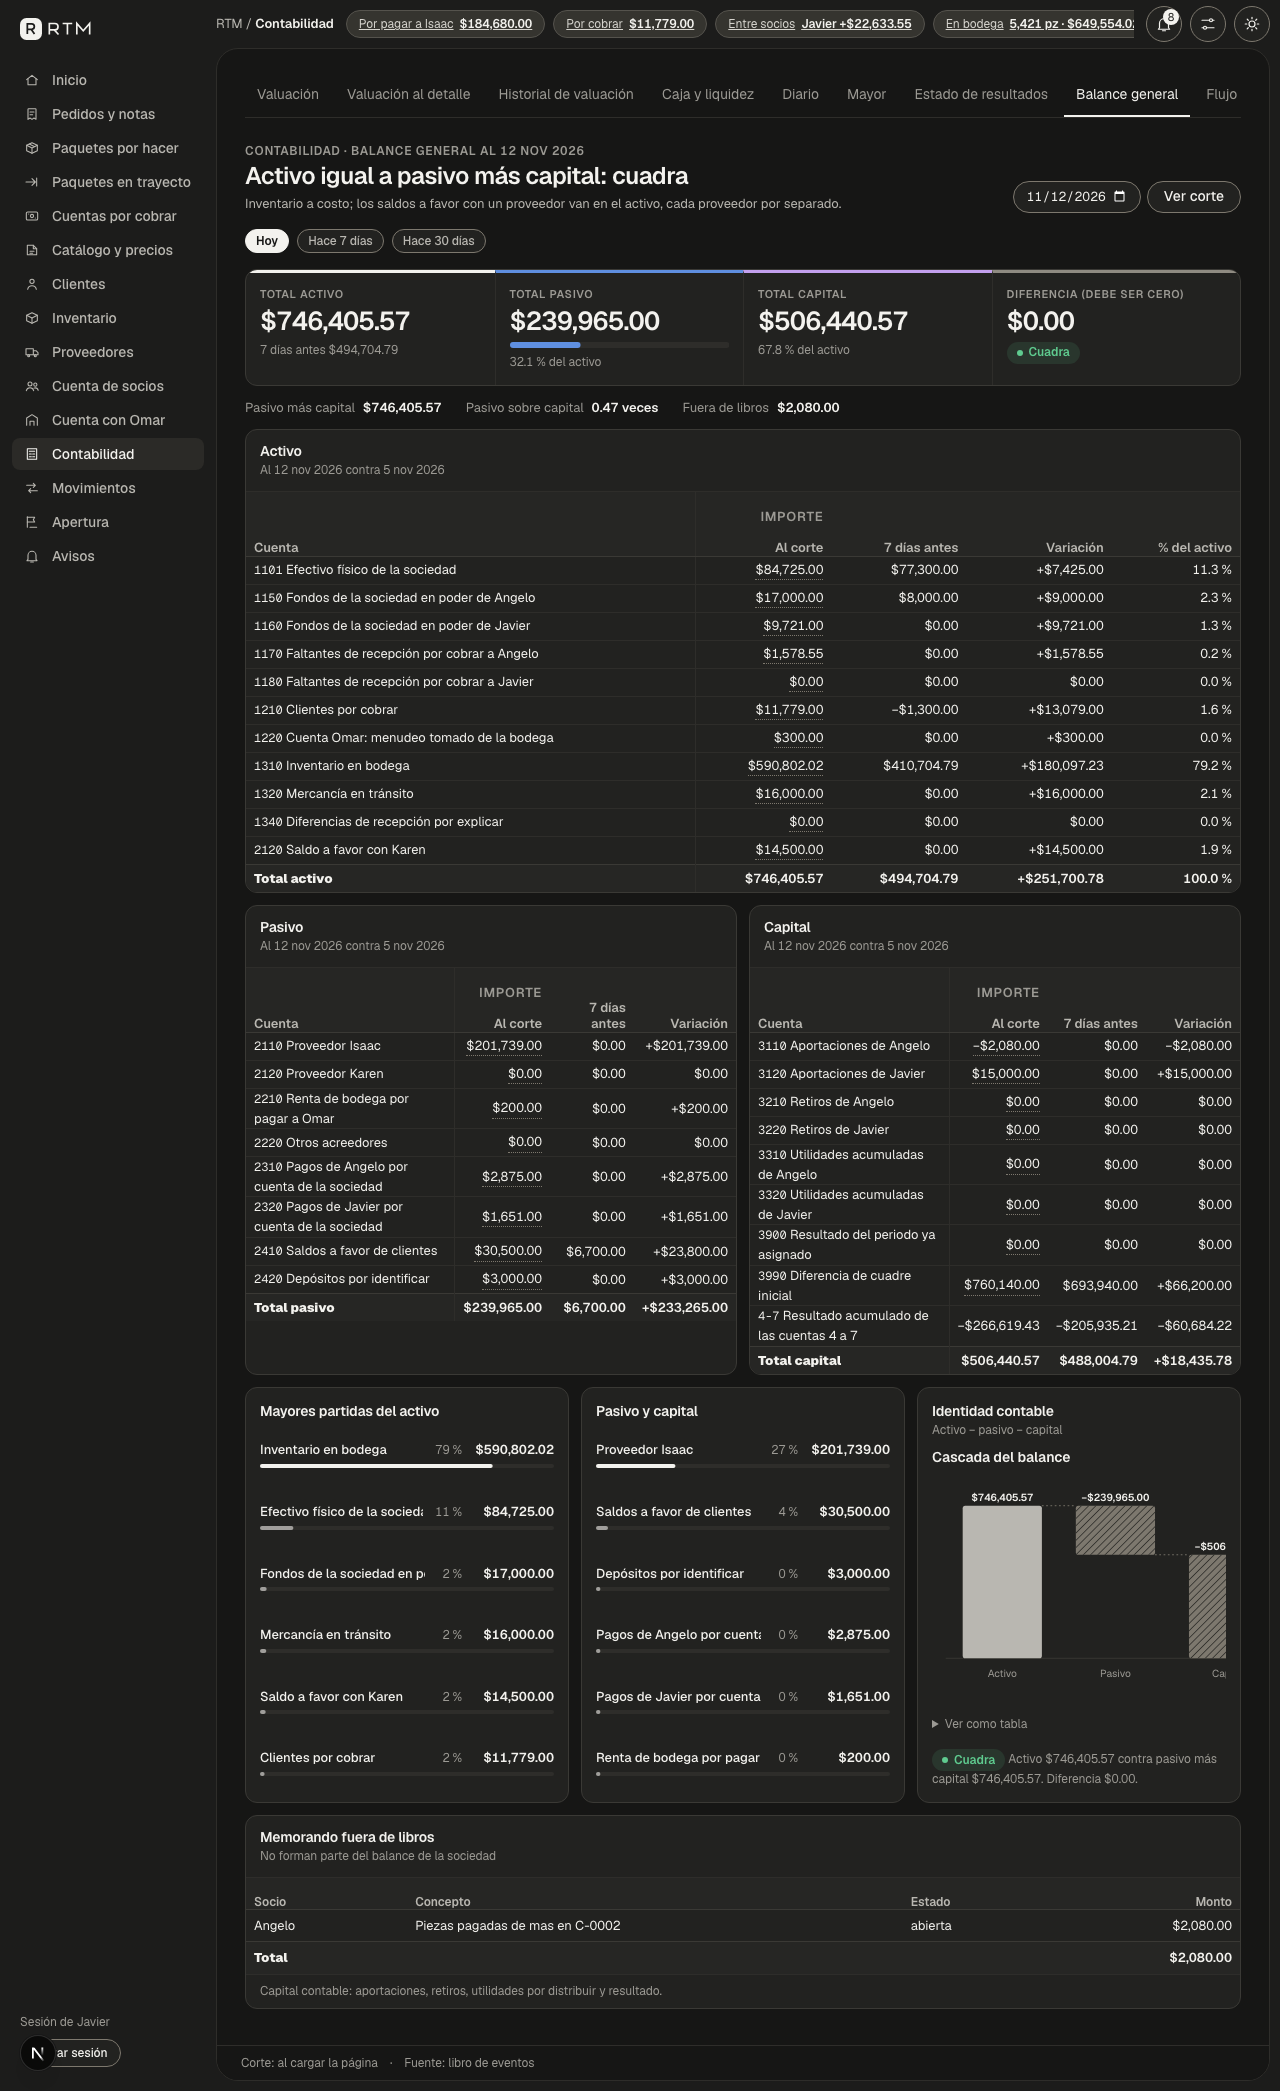 R RTM
Inicio
Pedidos y notas
Paquetes por hacer
Paquetes en trayecto
Cuentas por cobrar
Catálogo y precios
Clientes
Inventario
Proveedores
Cuenta de socios
Cuenta con Omar
Contabilidad
Movimientos
Apertura
Avisos
Sesión de Javier
N ar sesión
RTM / Contabilidad
Por pagar a Isaac $184,680.00
Por cobrar $11,779.00
Entre socios Javier +$22,633.55
En bodega 5,421 pz · $649,554.0
8
Valuación Valuación al detalle Historial de valuación Caja y liquidez Diario Mayor Estado de resultados Balance general Flujo
CONTABILIDAD · BALANCE GENERAL AL 12 NOV 2026
Activo igual a pasivo más capital: cuadra
Inventario a costo; los saldos a favor con un proveedor van en el activo, cada proveedor por separado.
11/12/2026 Ver corte
Hoy Hace 7 días Hace 30 días
TOTAL ACTIVO
$746,405.57
7 días antes $494,704.79
TOTAL PASIVO
$239,965.00
32.1 % del activo
TOTAL CAPITAL
$506,440.57
67.8 % del activo
DIFERENCIA (DEBE SER CERO)
$0.00
Cuadra
Pasivo más capital $746,405.57 Pasivo sobre capital 0.47 veces Fuera de libros $2,080.00
Activo
Al 12 nov 2026 contra 5 nov 2026
IMPORTE
Cuenta Al corte 7 días antes Variación % del activo
1101 Efectivo físico de la sociedad $84,725.00 $77,300.00 +$7,425.00 11.3 %
1150 Fondos de la sociedad en poder de Angelo $17,000.00 $8,000.00 +$9,000.00 2.3 %
1160 Fondos de la sociedad en poder de Javier $9,721.00 $0.00 +$9,721.00 1.3 %
1170 Faltantes de recepción por cobrar a Angelo $1,578.55 $0.00 +$1,578.55 0.2 %
1180 Faltantes de recepción por cobrar a Javier $0.00 $0.00 $0.00 0.0 %
1210 Clientes por cobrar $11,779.00 −$1,300.00 +$13,079.00 1.6 %
1220 Cuenta Omar: menudeo tomado de la bodega $300.00 $0.00 +$300.00 0.0 %
1310 Inventario en bodega $590,802.02 $410,704.79 +$180,097.23 79.2 %
1320 Mercancía en tránsito $16,000.00 $0.00 +$16,000.00 2.1 %
1340 Diferencias de recepción por explicar $0.00 $0.00 $0.00 0.0 %
2120 Saldo a favor con Karen $14,500.00 $0.00 +$14,500.00 1.9 %
Total activo $746,405.57 $494,704.79 +$251,700.78 100.0 %
Pasivo
Al 12 nov 2026 contra 5 nov 2026
IMPORTE
Cuenta Al corte 7 días antes Variación
2110 Proveedor Isaac $201,739.00 $0.00 +$201,739.00
2120 Proveedor Karen $0.00 $0.00 $0.00
2210 Renta de bodega por
pagar a Omar $200.00 $0.00 +$200.00
2220 Otros acreedores $0.00 $0.00 $0.00
2310 Pagos de Angelo por
cuenta de la sociedad $2,875.00 $0.00 +$2,875.00
2320 Pagos de Javier por
cuenta de la sociedad $1,651.00 $0.00 +$1,651.00
2410 Saldos a favor de clientes $30,500.00 $6,700.00 +$23,800.00
2420 Depósitos por identificar $3,000.00 $0.00 +$3,000.00
Total pasivo $239,965.00 $6,700.00 +$233,265.00
Capital
Al 12 nov 2026 contra 5 nov 2026
IMPORTE
Cuenta Al corte 7 días antes Variación
3110 Aportaciones de Angelo −$2,080.00 $0.00 −$2,080.00
3120 Aportaciones de Javier $15,000.00 $0.00 +$15,000.00
3210 Retiros de Angelo $0.00 $0.00 $0.00
3220 Retiros de Javier $0.00 $0.00 $0.00
3310 Utilidades acumuladas
de Angelo $0.00 $0.00 $0.00
3320 Utilidades acumuladas
de Javier $0.00 $0.00 $0.00
3900 Resultado del periodo ya
asignado $0.00 $0.00 $0.00
3990 Diferencia de cuadre
inicial $760,140.00 $693,940.00 +$66,200.00
4-7 Resultado acumulado de
las cuentas 4 a 7 −$266,619.43 −$205,935.21 −$60,684.22
Total capital $506,440.57 $488,004.79 +$18,435.78
Mayores partidas del activo
Inventario en bodega 79 % $590,802.02
Efectivo físico de la socieda 11 % $84,725.00
Fondos de la sociedad en po 2 % $17,000.00
Mercancía en tránsito 2 % $16,000.00
Saldo a favor con Karen 2 % $14,500.00
Clientes por cobrar 2 % $11,779.00
Pasivo y capital
Proveedor Isaac 27 % $201,739.00
Saldos a favor de clientes 4 % $30,500.00
Depósitos por identificar 0 % $3,000.00
Pagos de Angelo por cuenta 0 % $2,875.00
Pagos de Javier por cuenta 0 % $1,651.00
Renta de bodega por pagar 0 % $200.00
Identidad contable
Activo − pasivo − capital
Cascada del balance
$746,405.57 −$239,965.00 −$506
Activo Pasivo Ca
Ver como tabla
Cuadra Activo $746,405.57 contra pasivo más
capital $746,405.57. Diferencia $0.00.
Memorando fuera de libros
No forman parte del balance de la sociedad
Socio Concepto Estado Monto
Angelo Piezas pagadas de mas en C-0002 abierta $2,080.00
Total $2,080.00
Capital contable: aportaciones, retiros, utilidades por distribuir y resultado.
Corte: al cargar la página · Fuente: libro de eventos